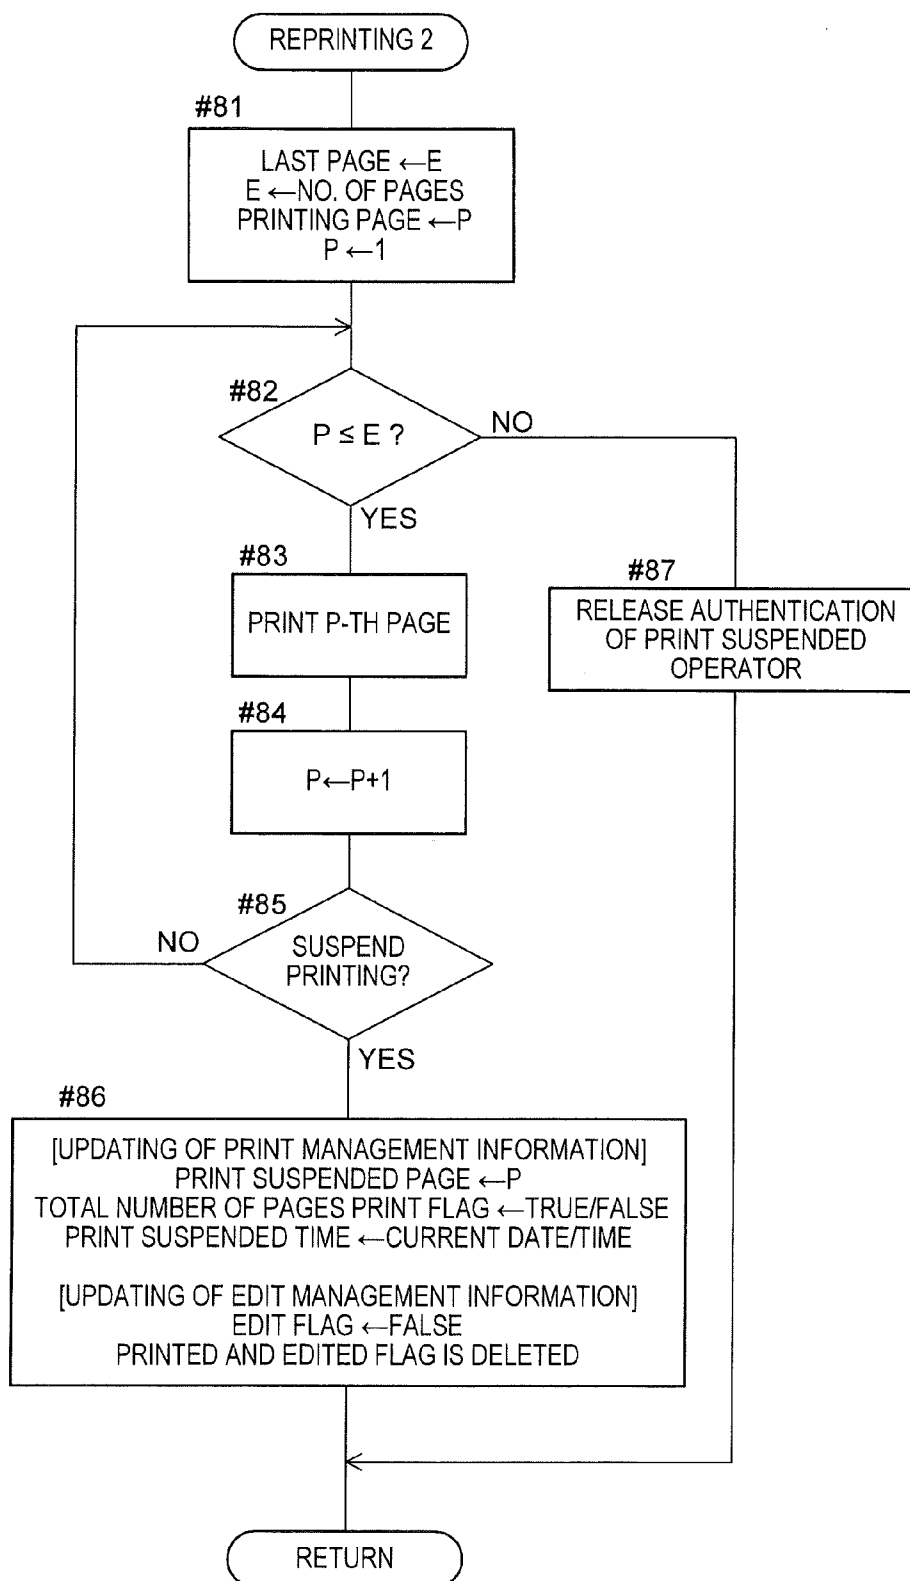 REPRINTING 2
#81
LAST PAGE ←E
E ←NO. OF PAGES
PRINTING PAGE ←P
P ←1
#82
P ≤ E ?
NO
YES
#83
PRINT P-TH PAGE
#87
RELEASE AUTHENTICATION
OF PRINT SUSPENDED
OPERATOR
#84
P←P+1
#85
SUSPEND
PRINTING?
NO
YES
#86
[UPDATING OF PRINT MANAGEMENT INFORMATION]
PRINT SUSPENDED PAGE ←P
TOTAL NUMBER OF PAGES PRINT FLAG ←TRUE/FALSE
PRINT SUSPENDED TIME ←CURRENT DATE/TIME
[UPDATING OF EDIT MANAGEMENT INFORMATION]
EDIT FLAG ←FALSE
PRINTED AND EDITED FLAG IS DELETED
RETURN